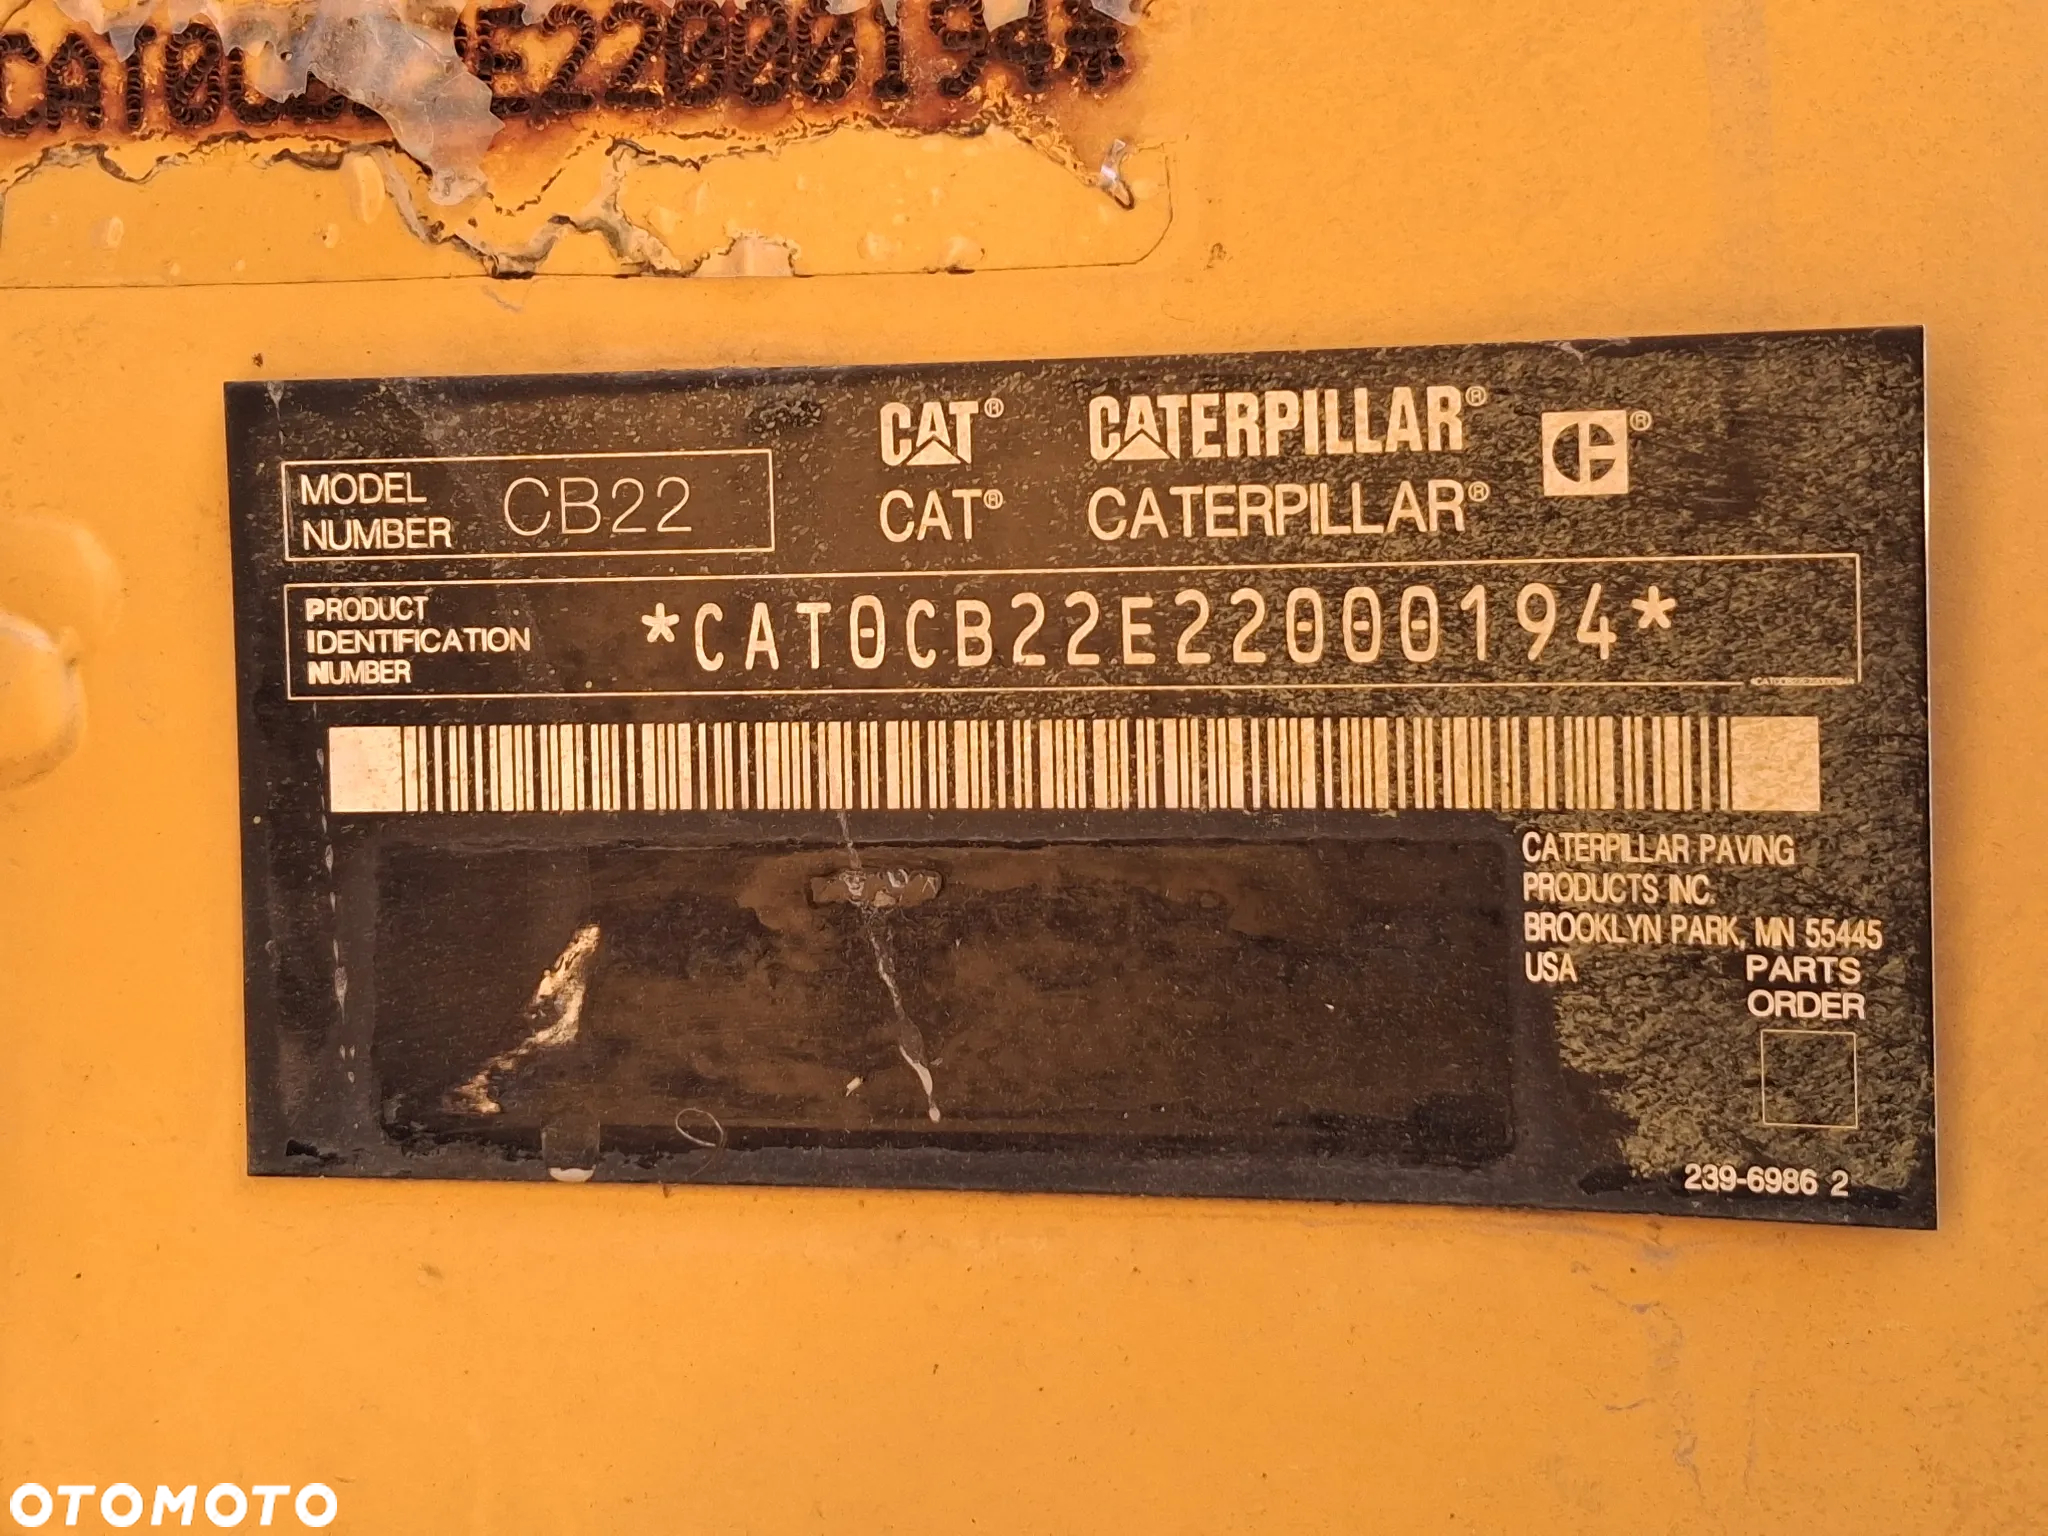 CAT0C E22000194*
CAT® CATERPILLAR® ®
MODEL NUMBER CB22 CAT® CATERPILLAR®
PRODUCT
IDENTIFICATION
NUMBER
*CAT0CB22E22000194*
CATERPILLAR PAVING
PRODUCTS INC.
BROOKLYN PARK, MN 55445
USA
PARTS
ORDER
239-6986 2
OTOMOTO